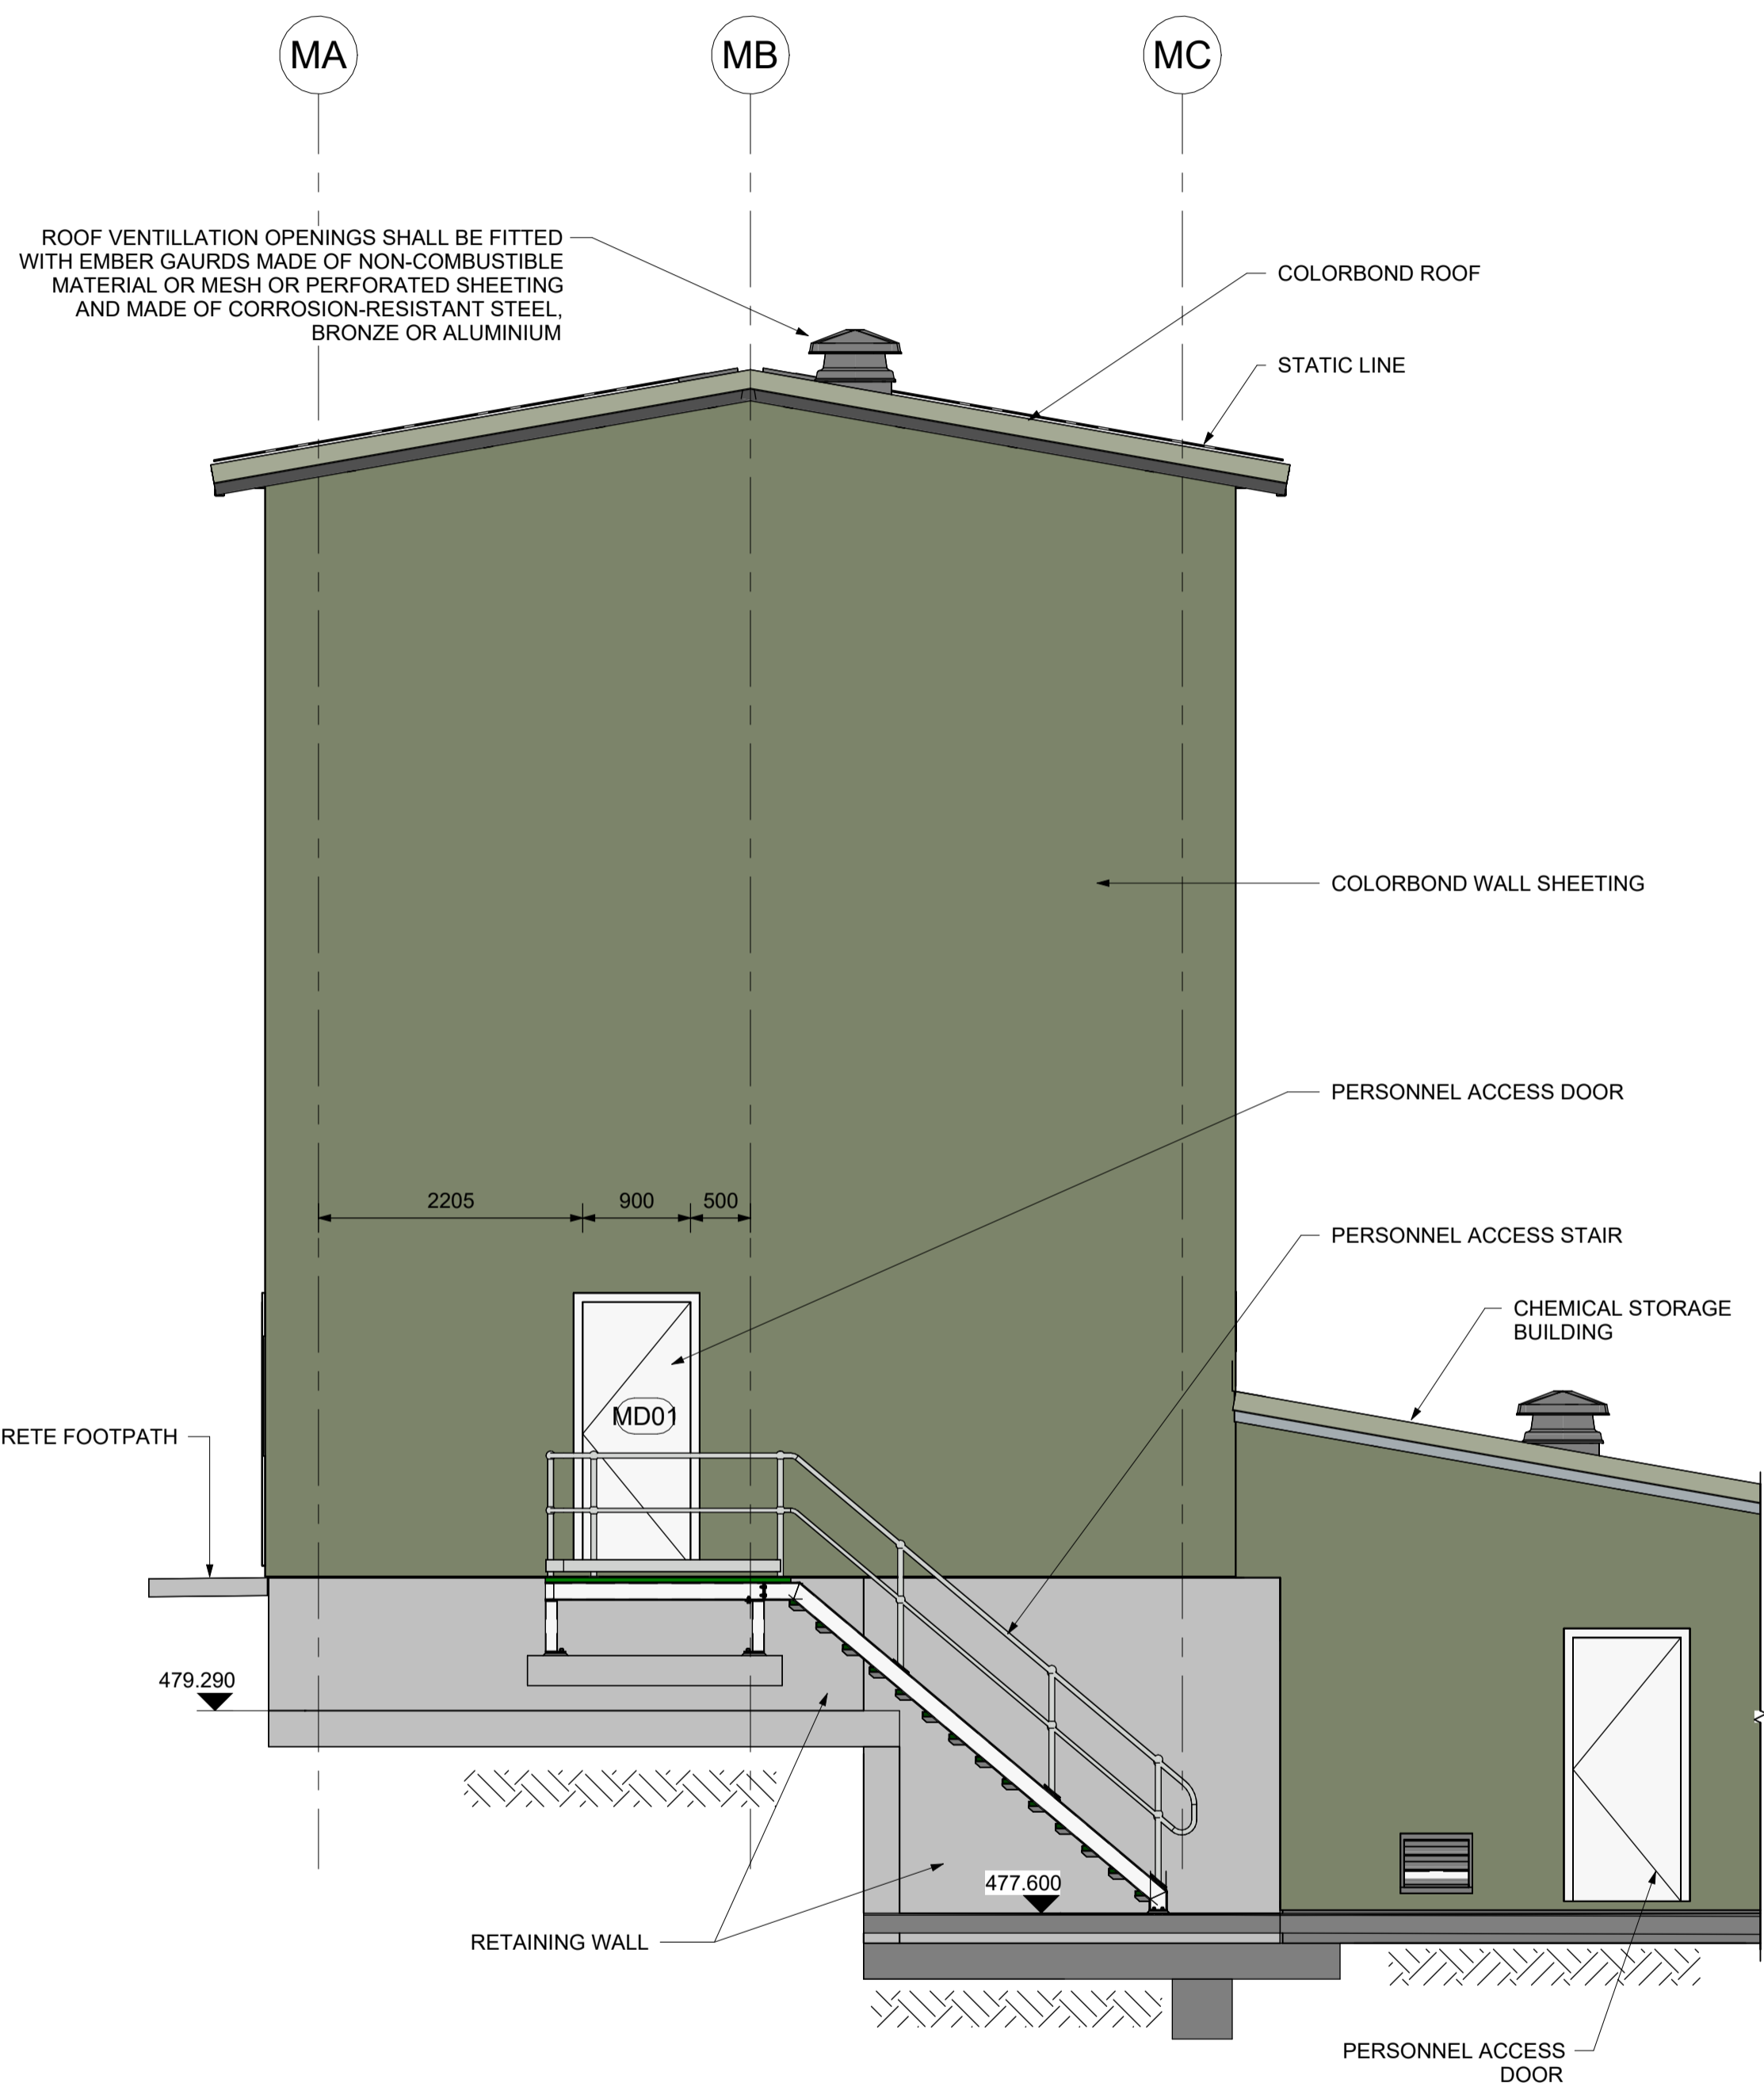 MA
MB
MC
ROOF VENTILLATION OPENINGS SHALL BE FITTED
WITH EMBER GAURDS MADE OF NON-COMBUSTIBLE
MATERIAL OR MESH OR PERFORATED SHEETING
AND MADE OF CORROSION-RESISTANT STEEL,
BRONZE OR ALUMINIUM
COLORBOND ROOF
STATIC LINE
COLORBOND WALL SHEETING
PERSONNEL ACCESS DOOR
2205
900
500
PERSONNEL ACCESS STAIR
CHEMICAL STORAGE
BUILDING
MD01
RETE FOOTPATH
479.290
477.600
RETAINING WALL
PERSONNEL ACCESS
DOOR